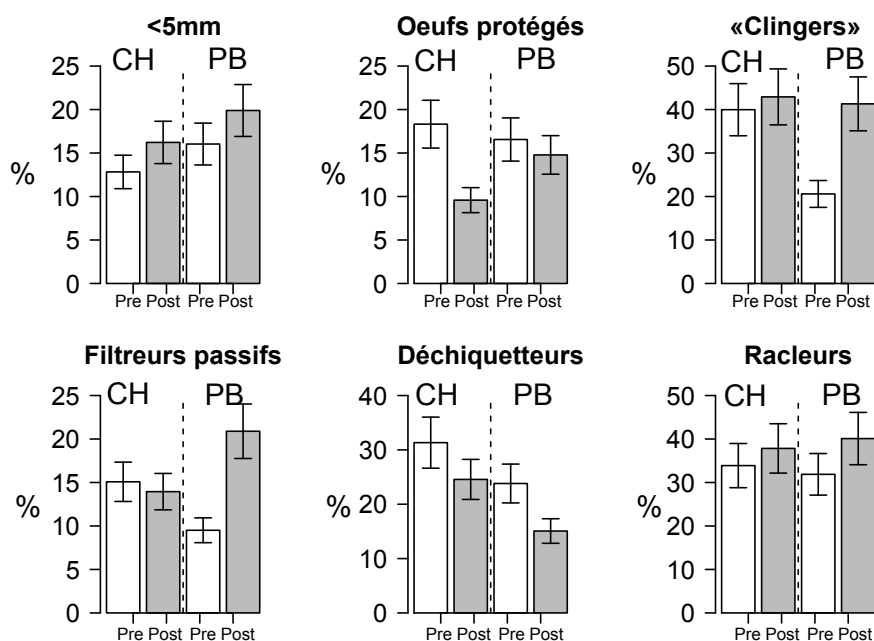 <5mm
CH PB
25
20
15
10
5
0
%
Pre Post Pre Post
Oeufs protégés
CH PB
25
20
15
10
5
0
%
Pre Post Pre Post
«Clingers»
CH PB
50
40
30
20
10
0
%
Pre Post Pre Post
Filtreurs passifs
CH PB
25
20
15
10
5
0
%
Pre Post Pre Post
Déchiquetteurs
CH PB
40
30
20
10
0
%
Pre Post Pre Post
Racleurs
CH PB
50
40
30
20
10
0
%
Pre Post Pre Post